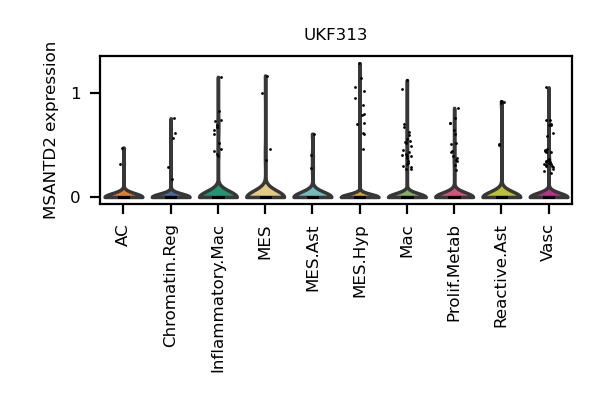 UKF313
MSANTD2 expression
1
0
AC
Chromatin.Reg
Inflammatory.Mac
MES
MES.Ast
MES.Hyp
Mac
Prolif.Metab
Reactive.Ast
Vasc